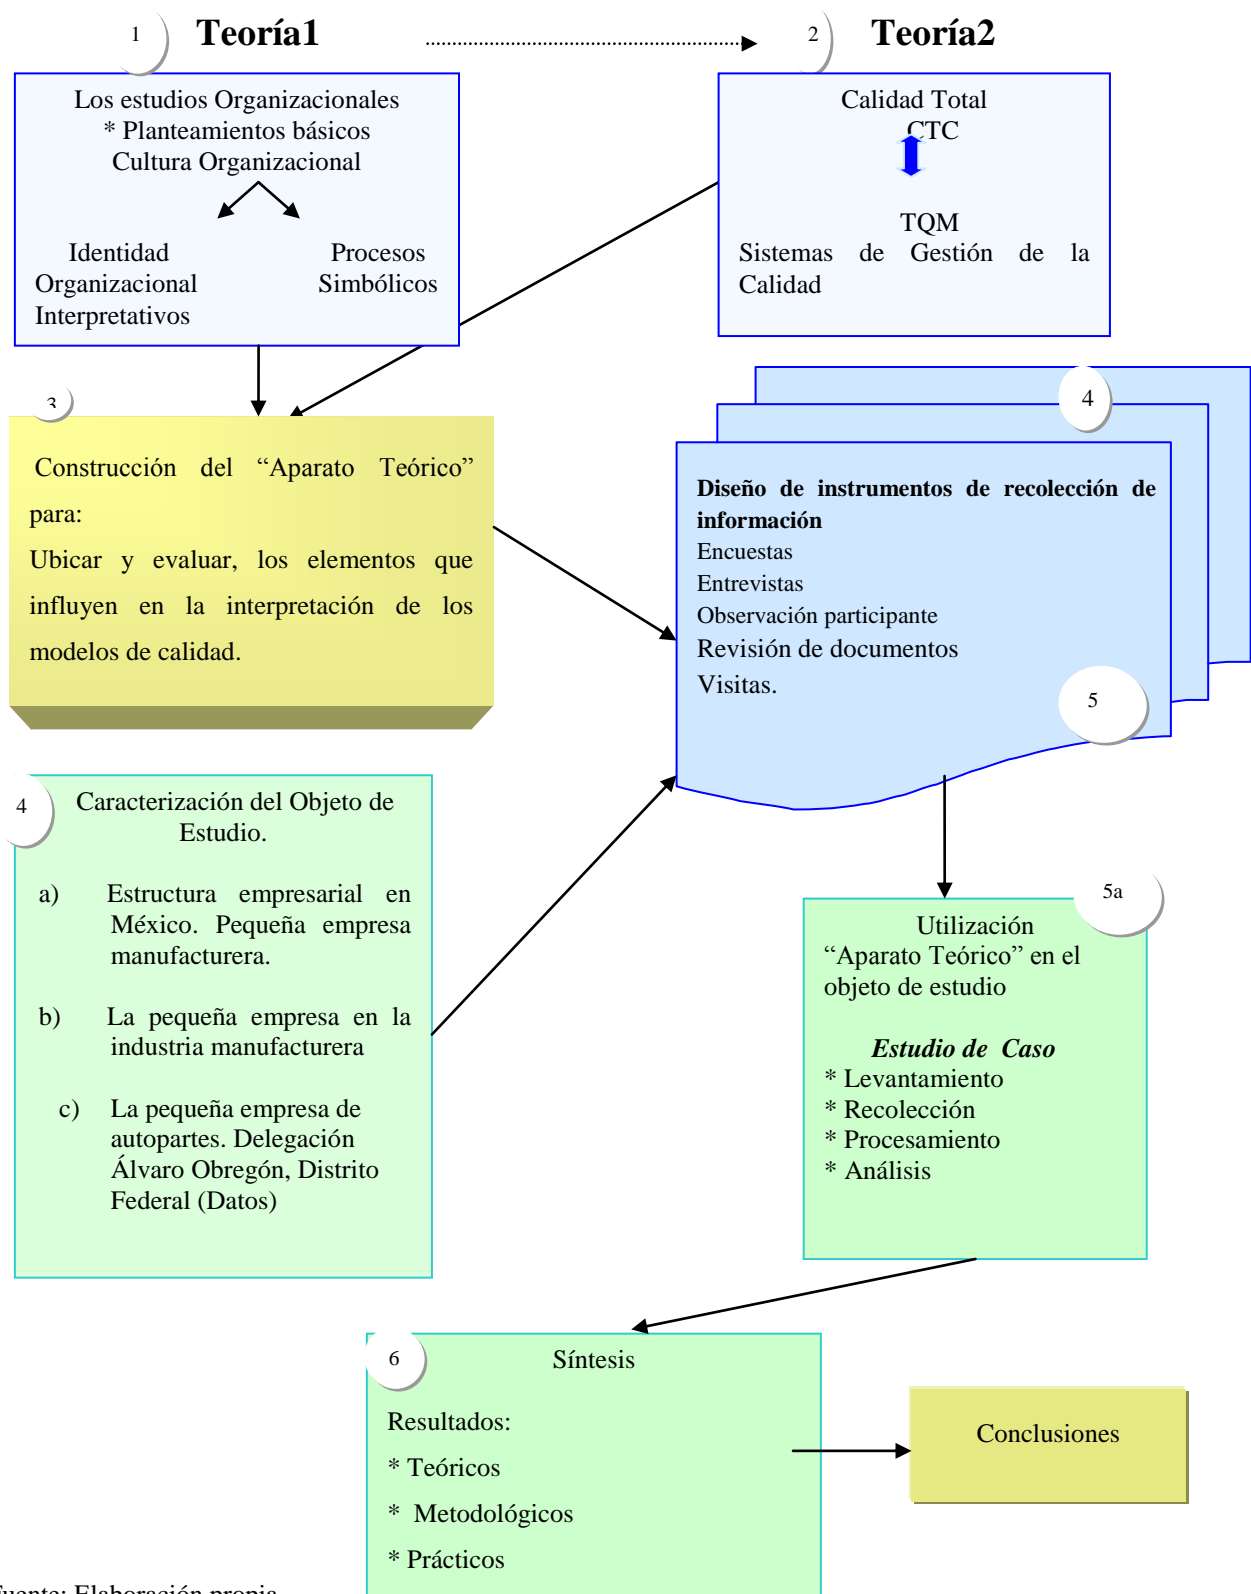 1
Teoría1
2
Teoría2
Los estudios Organizacionales
* Planteamientos básicos
Cultura Organizacional
Identidad
Organizacional
Interpretativos
Procesos
Simbólicos
Calidad Total
CTC
TQM
Sistemas de Gestión de la
Calidad
3
Construcción del “Aparato Teórico”
para:
Ubicar y evaluar, los elementos que
influyen en la interpretación de los
modelos de calidad.
4
Diseño de instrumentos de recolección de
información
Encuestas
Entrevistas
Observación participante
Revisión de documentos
Visitas.
5
4
Caracterización del Objeto de
Estudio.
a) Estructura empresarial en
México. Pequeña empresa
manufacturera.
b) La pequeña empresa en la
industria manufacturera
c) La pequeña empresa de
autopartes. Delegación
Álvaro Obregón, Distrito
Federal (Datos)
5a
Utilización
“Aparato Teórico” en el
objeto de estudio
Estudio de Caso
* Levantamiento
* Recolección
* Procesamiento
* Análisis
6
Síntesis
Resultados:
* Teóricos
* Metodológicos
* Prácticos
Conclusiones
Fuente: Elaboración propia